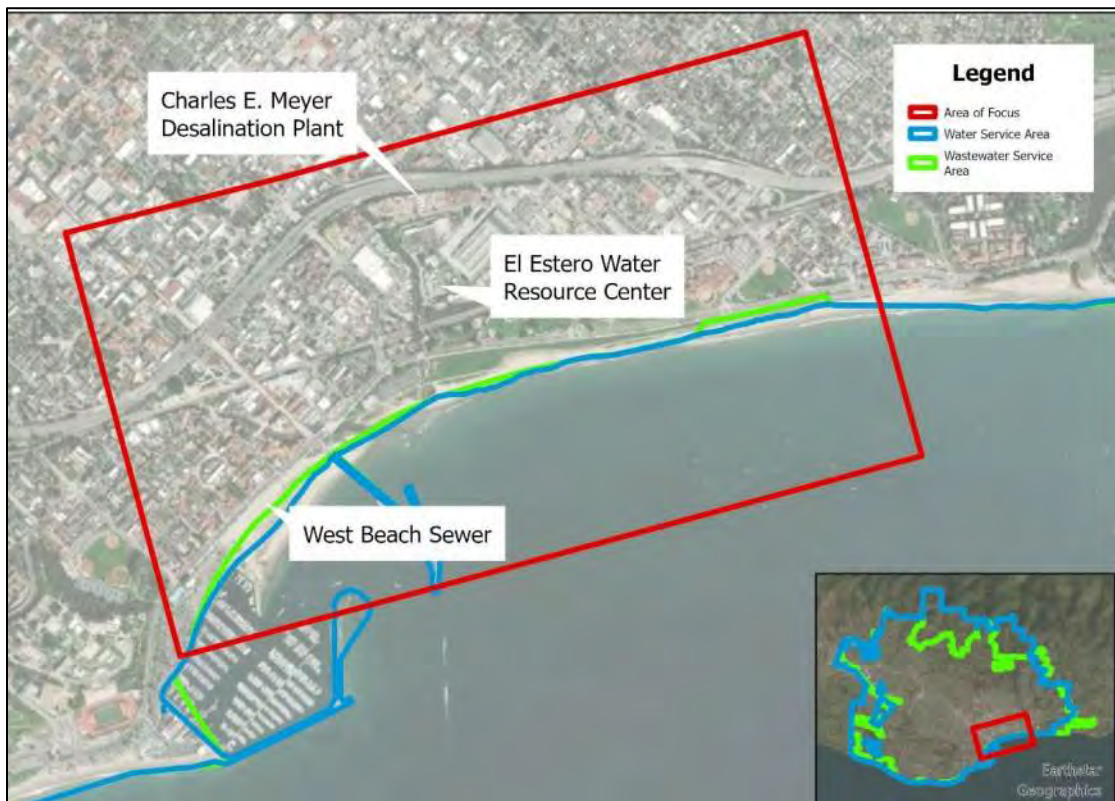 Charles E. Meyer
Desalination Plant
Legend
Area of Focus
Water Service Area
Wastewater Service
Area
El Estero Water
Resource Center
West Beach Sewer
Earthstar
Geographics